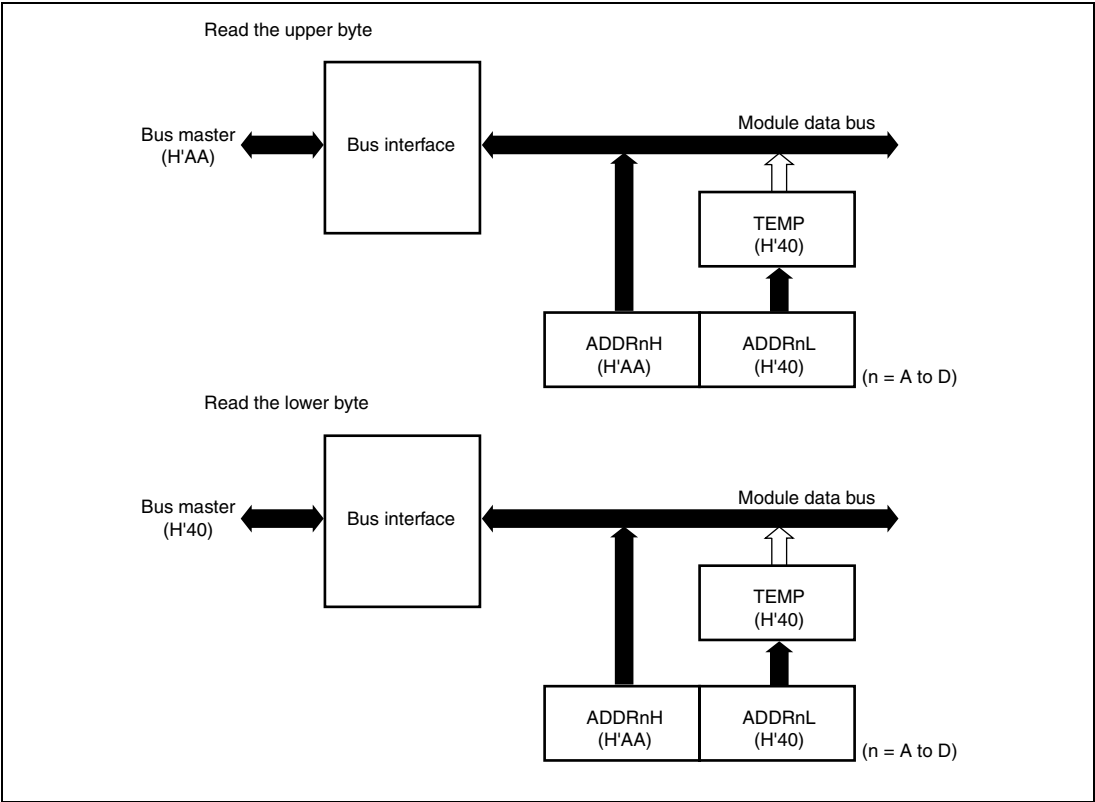 Read the upper byte
Bus master
(H'AA)
Bus interface
Module data bus
TEMP
(H'40)
ADDRnH
(H'AA)
ADDRnL
(H'40)
(n = A to D)
Read the lower byte
Bus master
(H'40)
Bus interface
Module data bus
TEMP
(H'40)
ADDRnH
(H'AA)
ADDRnL
(H'40)
(n = A to D)